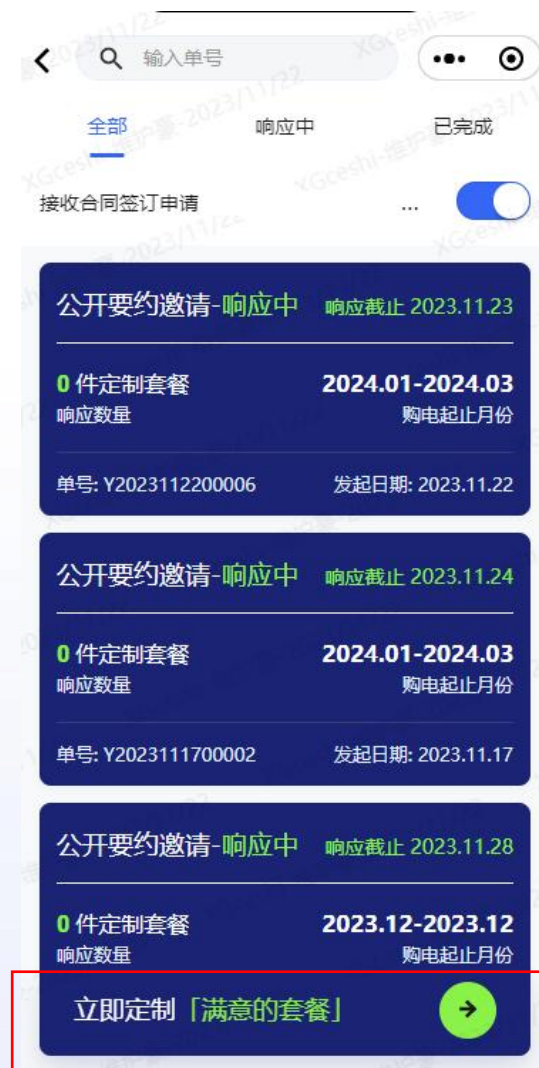 输入单号
全部 响应中 已完成
接收合同签订申请 ...
公开要约邀请-响应中 响应截止 2023.11.23
0 件定制套餐 2024.01-2024.03
响应数量 购电起止月份
单号: Y2023112200006 发起日期: 2023.11.22
公开要约邀请-响应中 响应截止 2023.11.24
0 件定制套餐 2024.01-2024.03
响应数量 购电起止月份
单号: Y2023111700002 发起日期: 2023.11.17
公开要约邀请-响应中 响应截止 2023.11.28
0 件定制套餐 2023.12-2023.12
响应数量 购电起止月份
立即定制「满意的套餐」